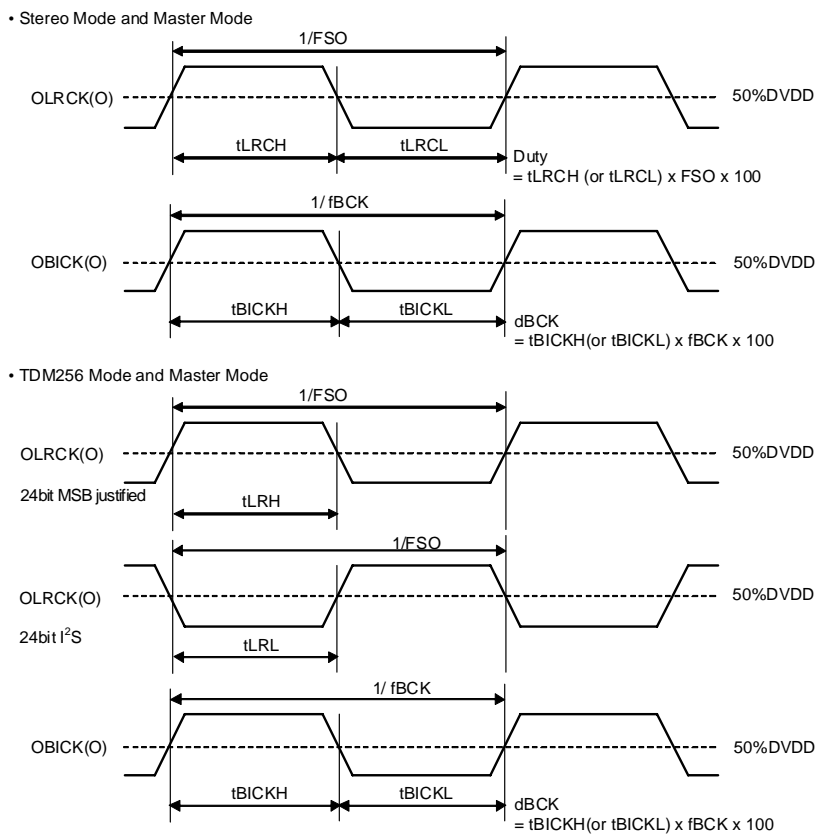 • Stereo Mode and Master Mode
1/FSO
OLRCK(O)
50%DVDD
tLRCH
tLRCL
Duty
= tLRCH (or tLRCL) x FSO x 100
1/ fBCK
OBICK(O)
50%DVDD
tBICKH
tBICKL
dBCK
= tBICKH(or tBICKL) x fBCK x 100
• TDM256 Mode and Master Mode
1/FSO
OLRCK(O)
50%DVDD
24bit MSB justified
tLRH
1/FSO
OLRCK(O)
50%DVDD
24bit I²S
tLRL
1/ fBCK
OBICK(O)
50%DVDD
tBICKH
tBICKL
dBCK
= tBICKH(or tBICKL) x fBCK x 100